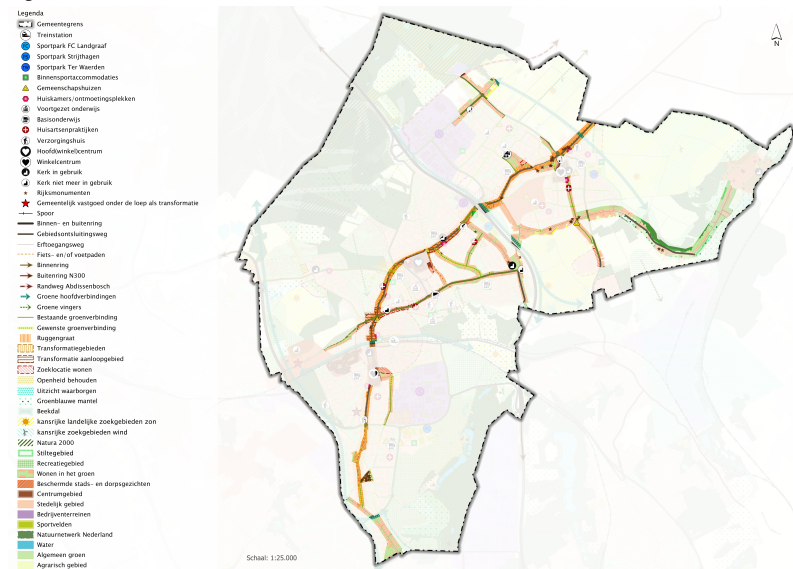 Legenda
Gemeentegrens
Treinstation
Sportpark FC Landgraaf
Sportpark Strijthagen
Sportpark Ter Waerden
Binnensportaccommodaties
Gemeenschapshuizen
Huiskamers/ontmoetingsplekken
Voortgezet onderwijs
Basisonderwijs
Huisartsenpraktijken
Verzorgingshuis
Hoofd(winkel)centrum
Winkelcentrum
Kerk in gebruik
Kerk niet meer in gebruik
Rijksmonumenten
Gemeentelijk vastgoed onder de loep als transformatie
Spoor
Binnen- en buitenring
Gebiedsontsluitingsweg
Erftoegangsweg
Fiets- en/of voetpaden
Binnenring
Buitenring N300
Randweg Abdissenbosch
Groene hoofdverbindingen
Groene vingers
Bestaande groenverbinding
Gewenste groenverbinding
Ruggengraat
Transformatiegebieden
Transformatie aanloopgebied
Zoeklocatie wonen
Openheid behouden
Uitzicht waarborgen
Groenblauwe mantel
Beekdal
kansrijke landelijke zoekgebieden zon
kansrijke zoekgebieden wind
Natura 2000
Stiltegebied
Recreatiegebied
Wonen in het groen
Beschermde stads- en dorpsgezichten
Centrumgebied
Stedelijk gebied
Bedrijventerreinen
Sportvelden
Natuurnetwerk Nederland
Water
Algemeen groen
Agrarisch gebied
N
Schaal: 1:25.000